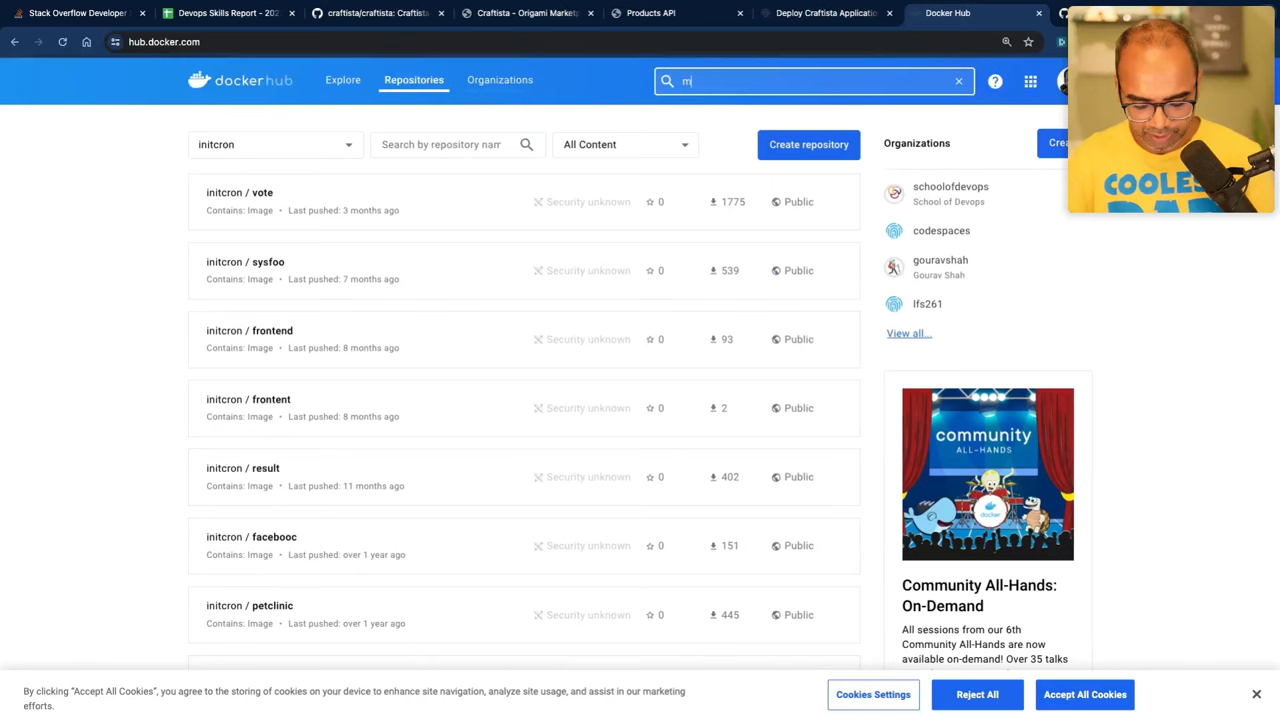 Stack Overflow Develope
Devops Skills Report - 202
craftista/craftista: Craftista
Craftista – Origami Market
Products API
Deploy Craftista Applicatio
Docker Hub
hub.docker.com
dockerhub
Explore
Repositories
Organizations
m
initcron
Search by repository nam
All Content
Create repository
Organizations
Crea
initcron / vote
Contains: Image • Last pushed: 3 months ago
Security unknown
0
1775
Public
initcron / sysfoo
Contains: Image • Last pushed: 7 months ago
Security unknown
0
539
Public
initcron / frontend
Contains: Image • Last pushed: 8 months ago
Security unknown
0
93
Public
initcron / frontent
Contains: Image • Last pushed: 8 months ago
Security unknown
0
2
Public
initcron / result
Contains: Image • Last pushed: 11 months ago
Security unknown
0
402
Public
initcron / facebooc
Contains: Image • Last pushed: over 1 year ago
Security unknown
0
151
Public
initcron / petclinic
Contains: Image • Last pushed: over 1 year ago
Security unknown
0
445
Public
schoolofdevops
School of Devops
codespaces
gouravshah
Gourav Shah
lfs261
View all...
community
ALL-HANDS
docker
Community All-Hands:
On-Demand
All sessions from our 6th
Community All-Hands are now
available on-demand! Over 35 talks
COOLES
DAD
By clicking “Accept All Cookies”, you agree to the storing of cookies on your device to enhance site navigation, analyze site usage, and assist in our marketing
efforts.
Cookies Settings
Reject All
Accept All Cookies